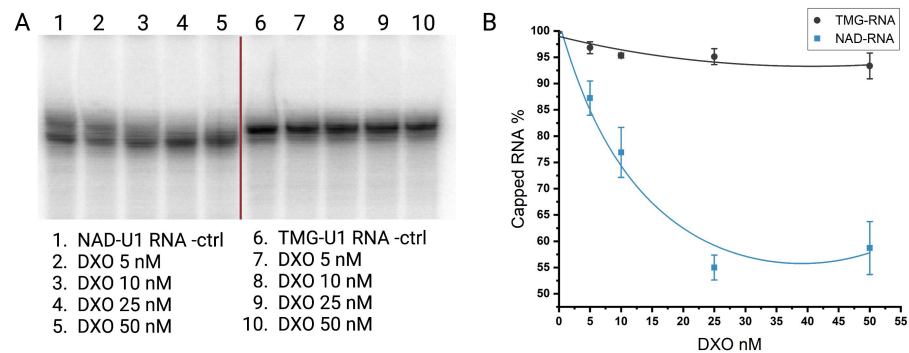 A
1 2 3 4 5 6 7 8 9 10
1. NAD-U1 RNA -ctrl
2. DXO 5 nM
3. DXO 10 nM
4. DXO 25 nM
5. DXO 50 nM
6. TMG-U1 RNA -ctrl
7. DXO 5 nM
8. DXO 10 nM
9. DXO 25 nM
10. DXO 50 nM
B
TMG-RNA
NAD-RNA
Capped RNA %
100
95
90
85
80
75
70
65
60
55
50
0 5 10 15 20 25 30 35 40 45 50 55
DXO nM